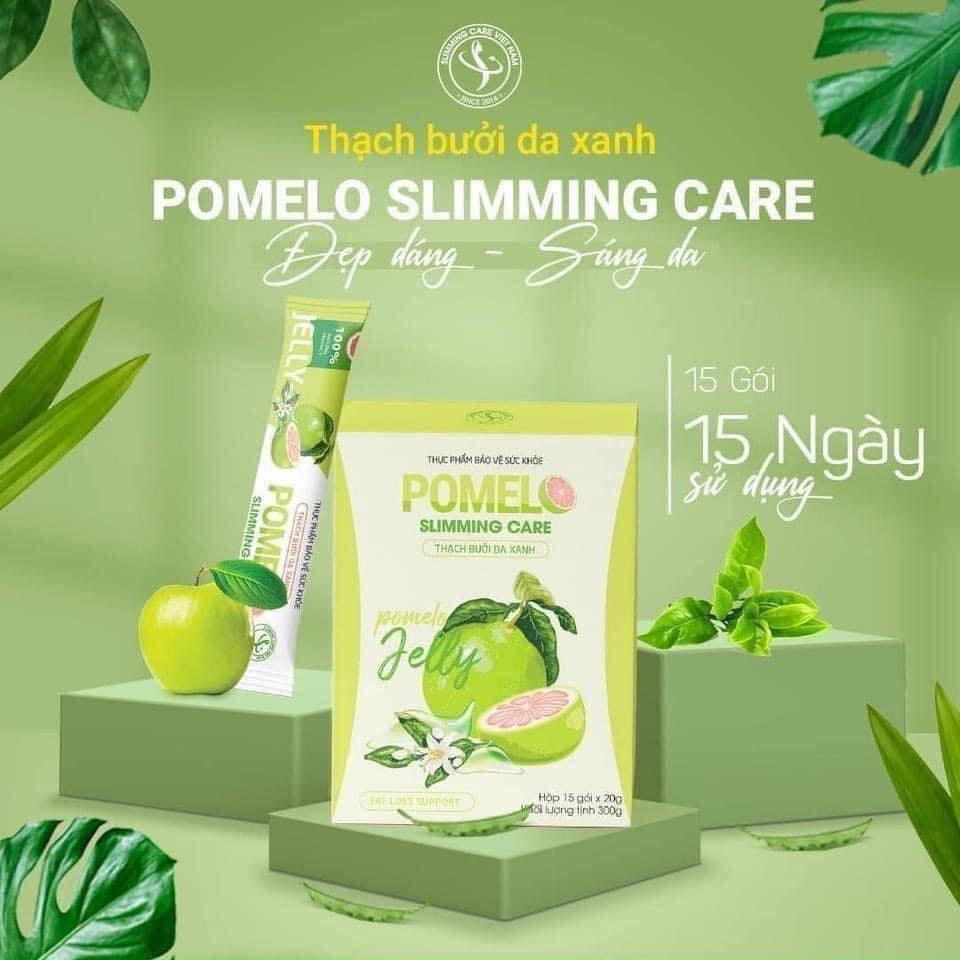 SLIMMING CARE VIET NAM
SINCE 2014
Thạch bưởi da xanh
POMELO SLIMMING CARE
Đẹp dáng - Sáng da
JELLY
100%
POM
SLIMMING
THỰC PHẨM BẢO VỆ SỨC KHỎE
THẠCH BƯỞI DA XANH
15 Gói
15 Ngày
sử dụng
THỰC PHẨM BẢO VỆ SỨC KHỎE
POMELO
SLIMMING CARE
THẠCH BƯỞI DA XANH
pomelo
Jelly
FAT LOSS SUPPORT
Hộp 15 gói x 20g
Khối lượng tịnh 300g